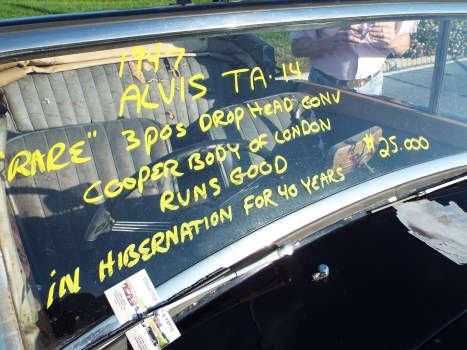 1947
ALVIS TA-14
"RARE" 3 POS DROP HEAD CONV
COOPER BODY OF LONDON
RUNS GOOD #25.000
IN HIBERNATION FOR 40 YEARS